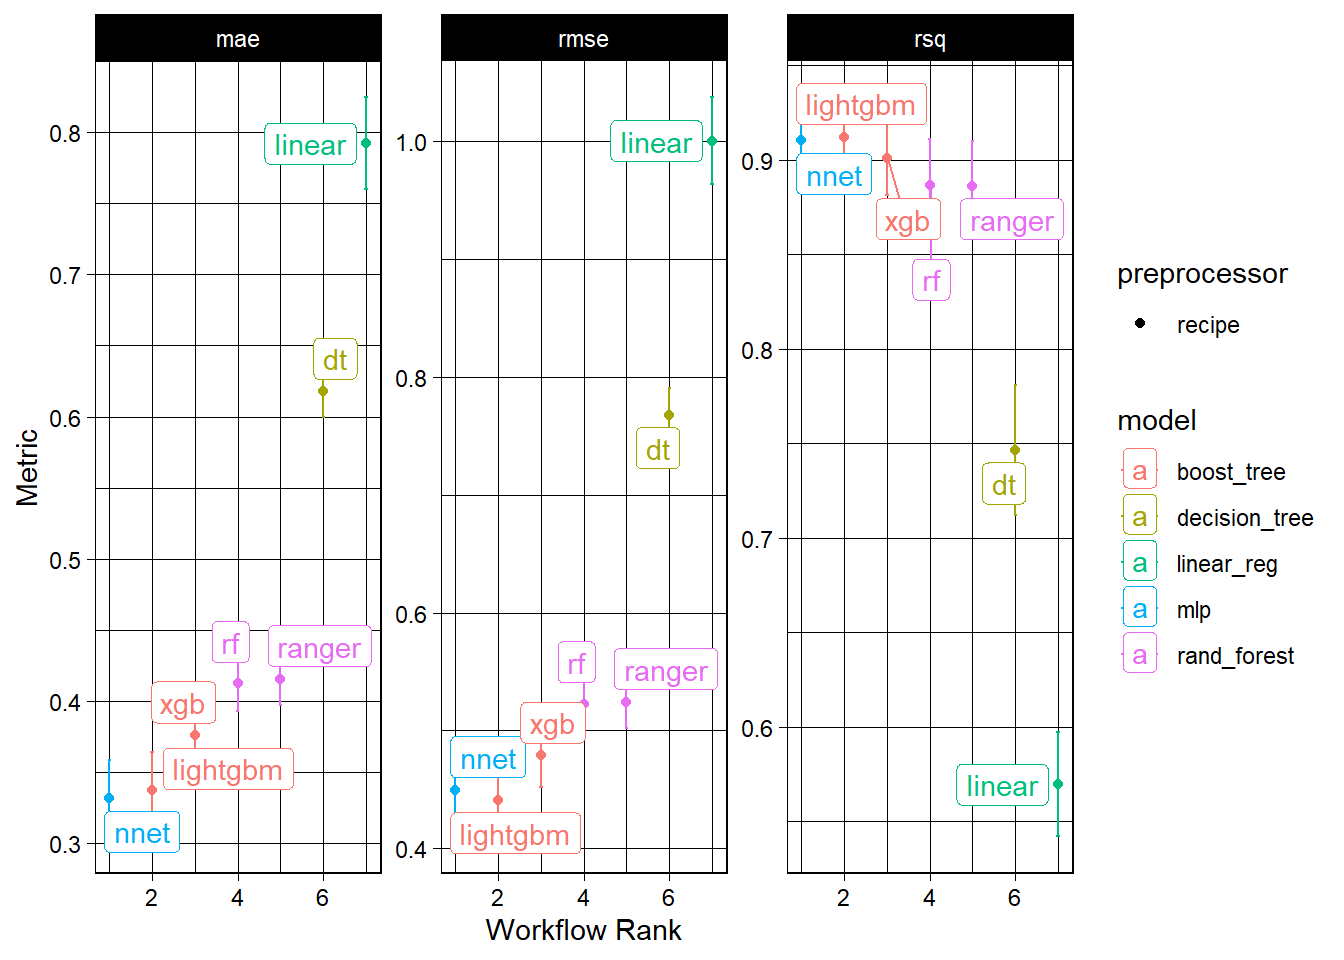 mae
rmse
rsq
Metric
0.8
0.7
0.6
0.5
0.4
0.3
linear
dt
rf
ranger
xgb
lightgbm
nnet
2
4
6
1.0
0.8
0.6
0.4
linear
dt
rf
ranger
xgb
nnet
lightgbm
2
4
6
0.9
0.8
0.7
0.6
lightgbm
nnet
xgb
ranger
rf
dt
linear
2
4
6
Workflow Rank
preprocessor
recipe
model
a boost_tree
a decision_tree
a linear_reg
a mlp
a rand_forest